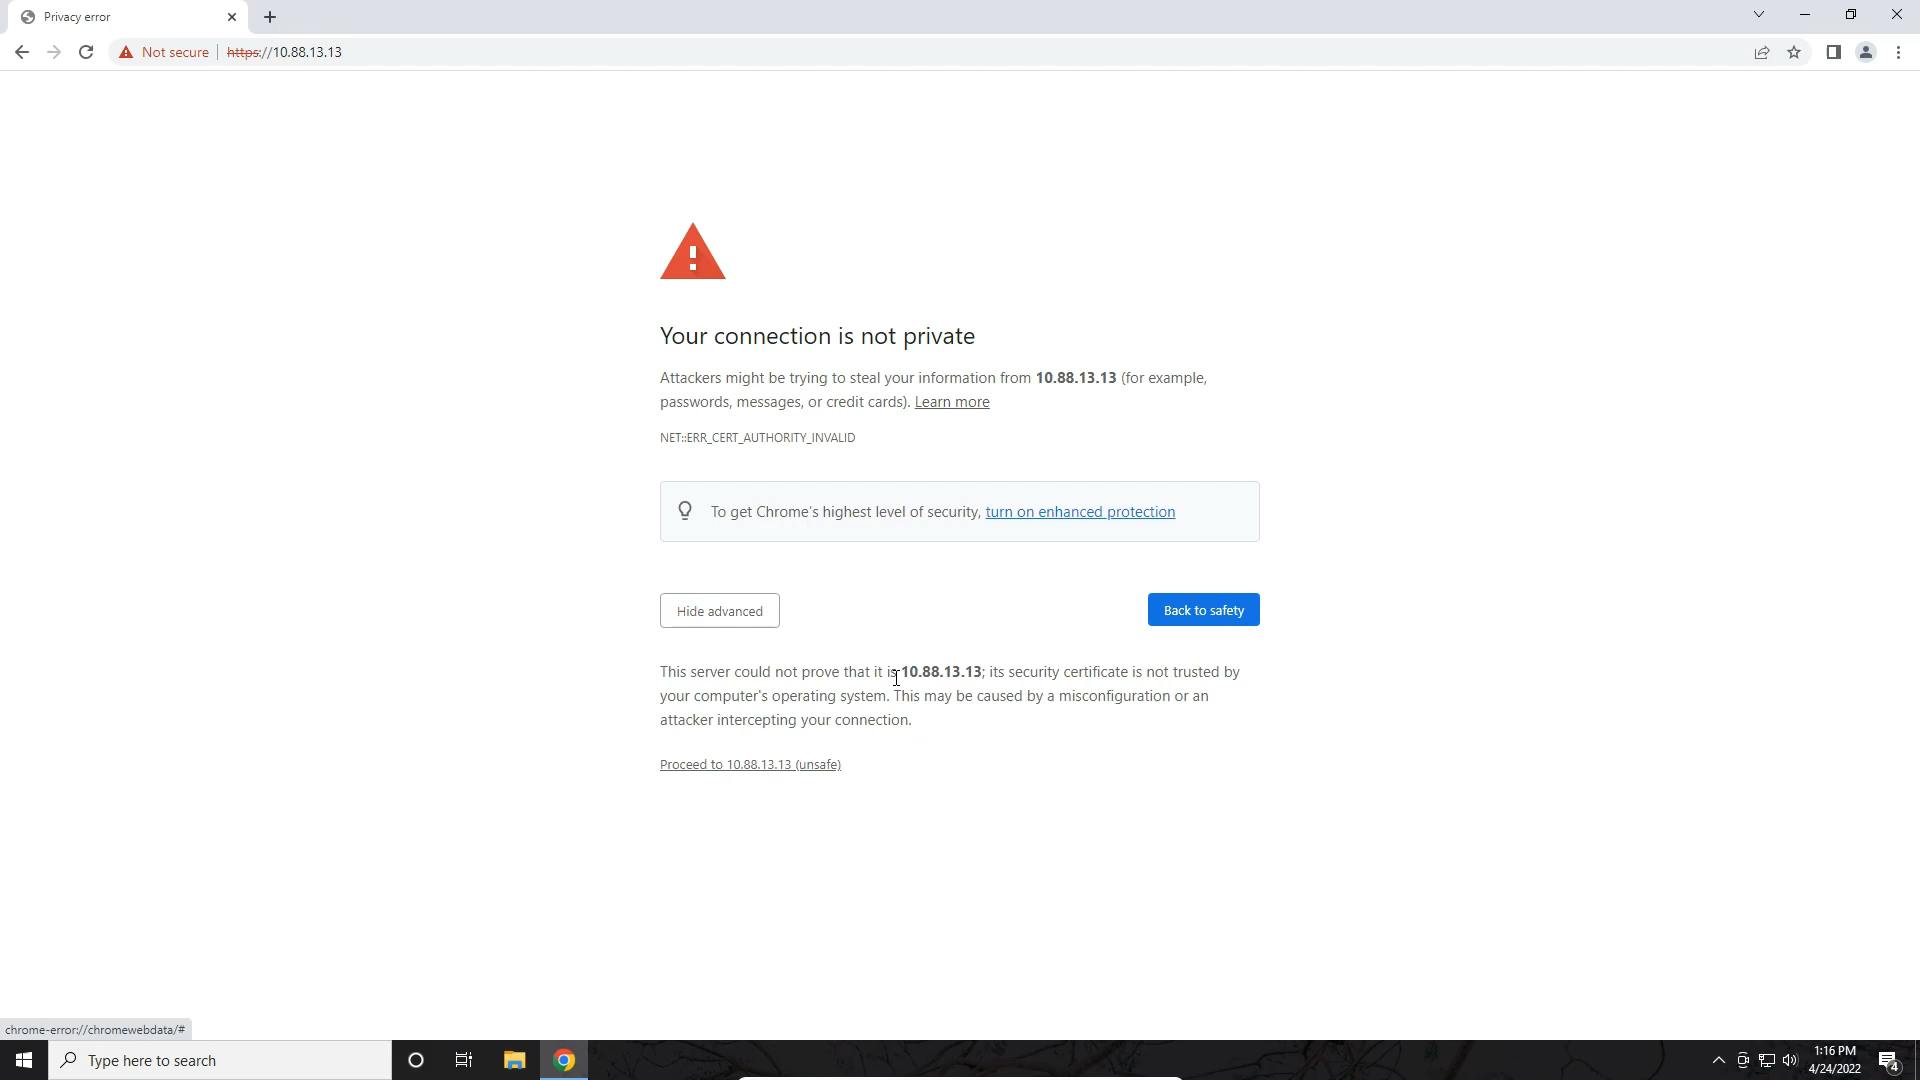 Privacy error
Not secure
https://10.88.13.13
Your connection is not private
Attackers might be trying to steal your information from 10.88.13.13 (for example,
passwords, messages, or credit cards). Learn more
NET::ERR_CERT_AUTHORITY_INVALID
To get Chrome's highest level of security, turn on enhanced protection
Hide advanced
Back to safety
This server could not prove that it is 10.88.13.13; its security certificate is not trusted by
your computer's operating system. This may be caused by a misconfiguration or an
attacker intercepting your connection.
Proceed to 10.88.13.13 (unsafe)
chrome-error://chromewebdata/#
Type here to search
1:16 PM
4/24/2022
4